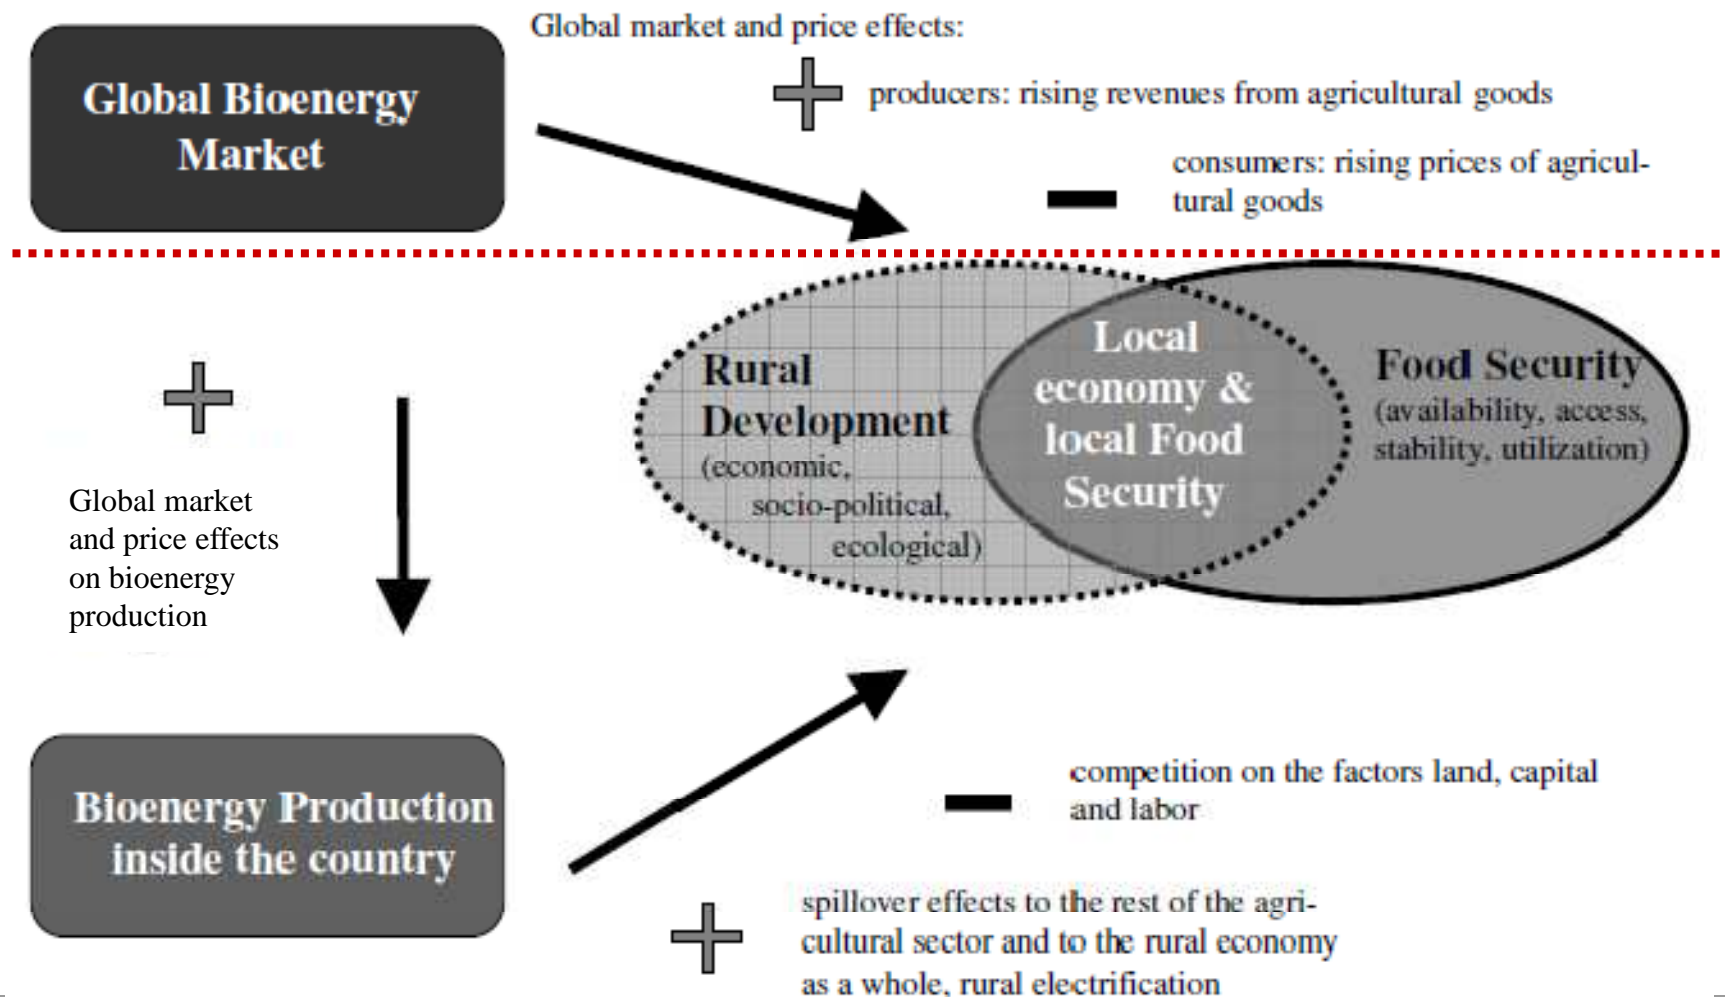 Global market and price effects:
Global Bioenergy
Market
producers: rising revenues from agricultural goods
consumers: rising prices of agricul-
tural goods
Rural
Development
(economic,
socio-political,
ecological)
Local
economy &
local Food
Security
Food Security
(availability, access,
stability, utilization)
Global market
and price effects
on bioenergy
production
Bioenergy Production
inside the country
competition on the factors land, capital
and labor
spillover effects to the rest of the agri-
cultural sector and to the rural economy
as a whole, rural electrification